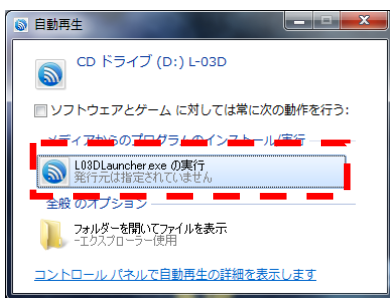 自動再生
CD ドライブ (D:) L-03D
ソフトウェアとゲーム に対しては常に次の動作を行う:
メディアからのプログラムのインストール/実行
L03DLauncher.exe の実行
発行元は指定されていません
全般 のオプション
フォルダーを開いてファイルを表示
-エクスプローラー使用
コントロール パネルで自動再生の詳細を表示します